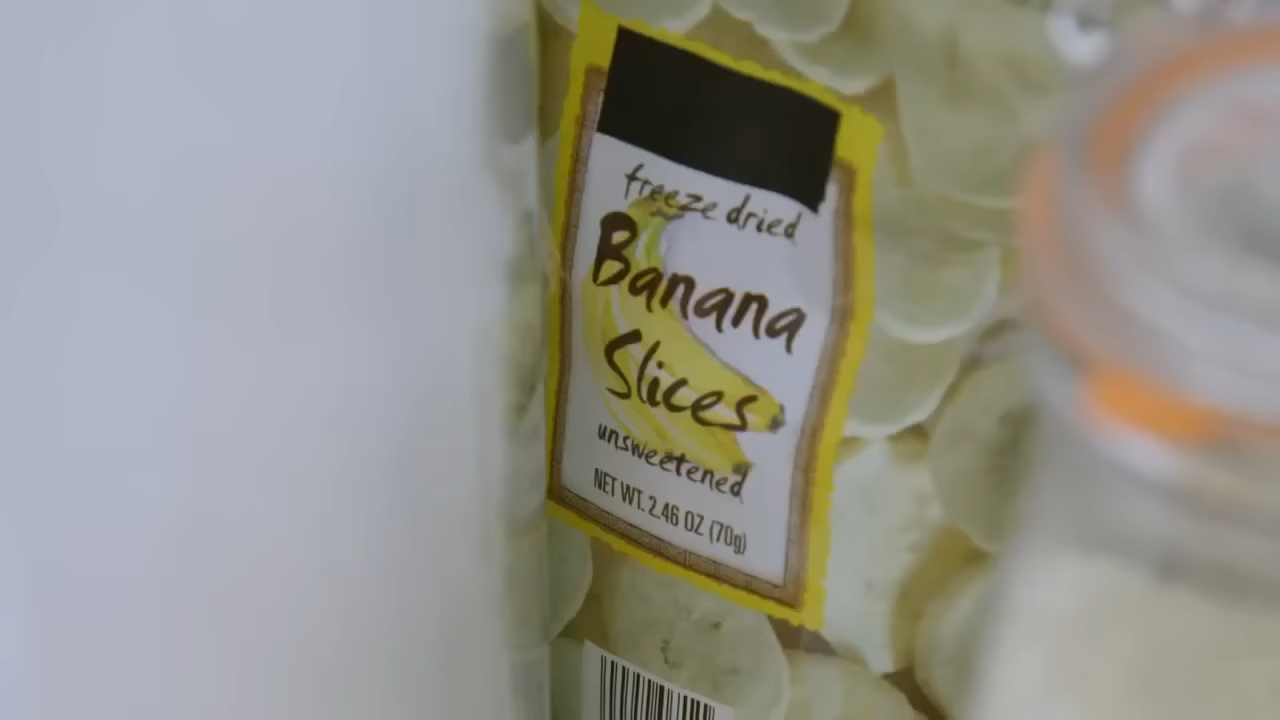 freeze dried
Banana
Slices
unsweetened
NET WT. 2.46 OZ (70g)